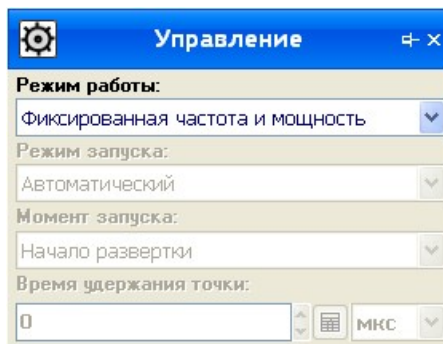 Управление
Режим работы:
Фиксированная частота и мощность
Режим запуска:
Автоматический
Момент запуска:
Начало развертки
Время удержания точки:
0 мкс